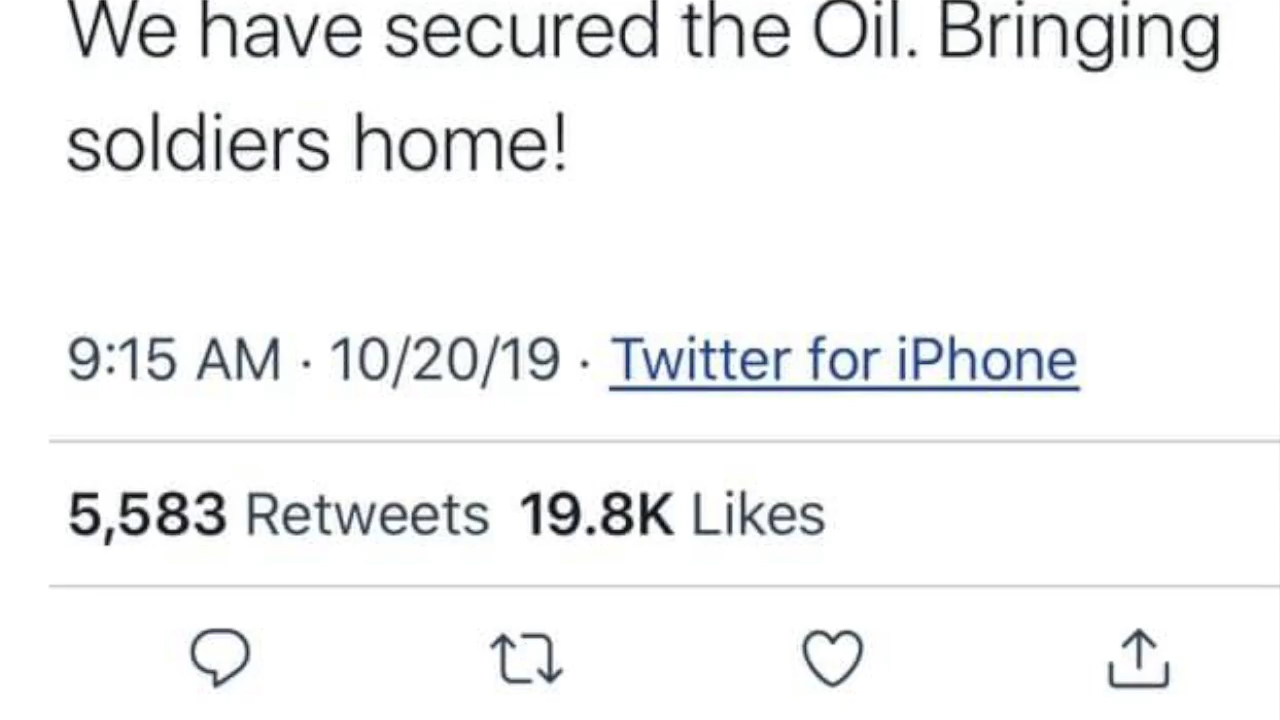 We have secured the Oil. Bringing
soldiers home!
9:15 AM · 10/20/19 · Twitter for iPhone
5,583 Retweets 19.8K Likes